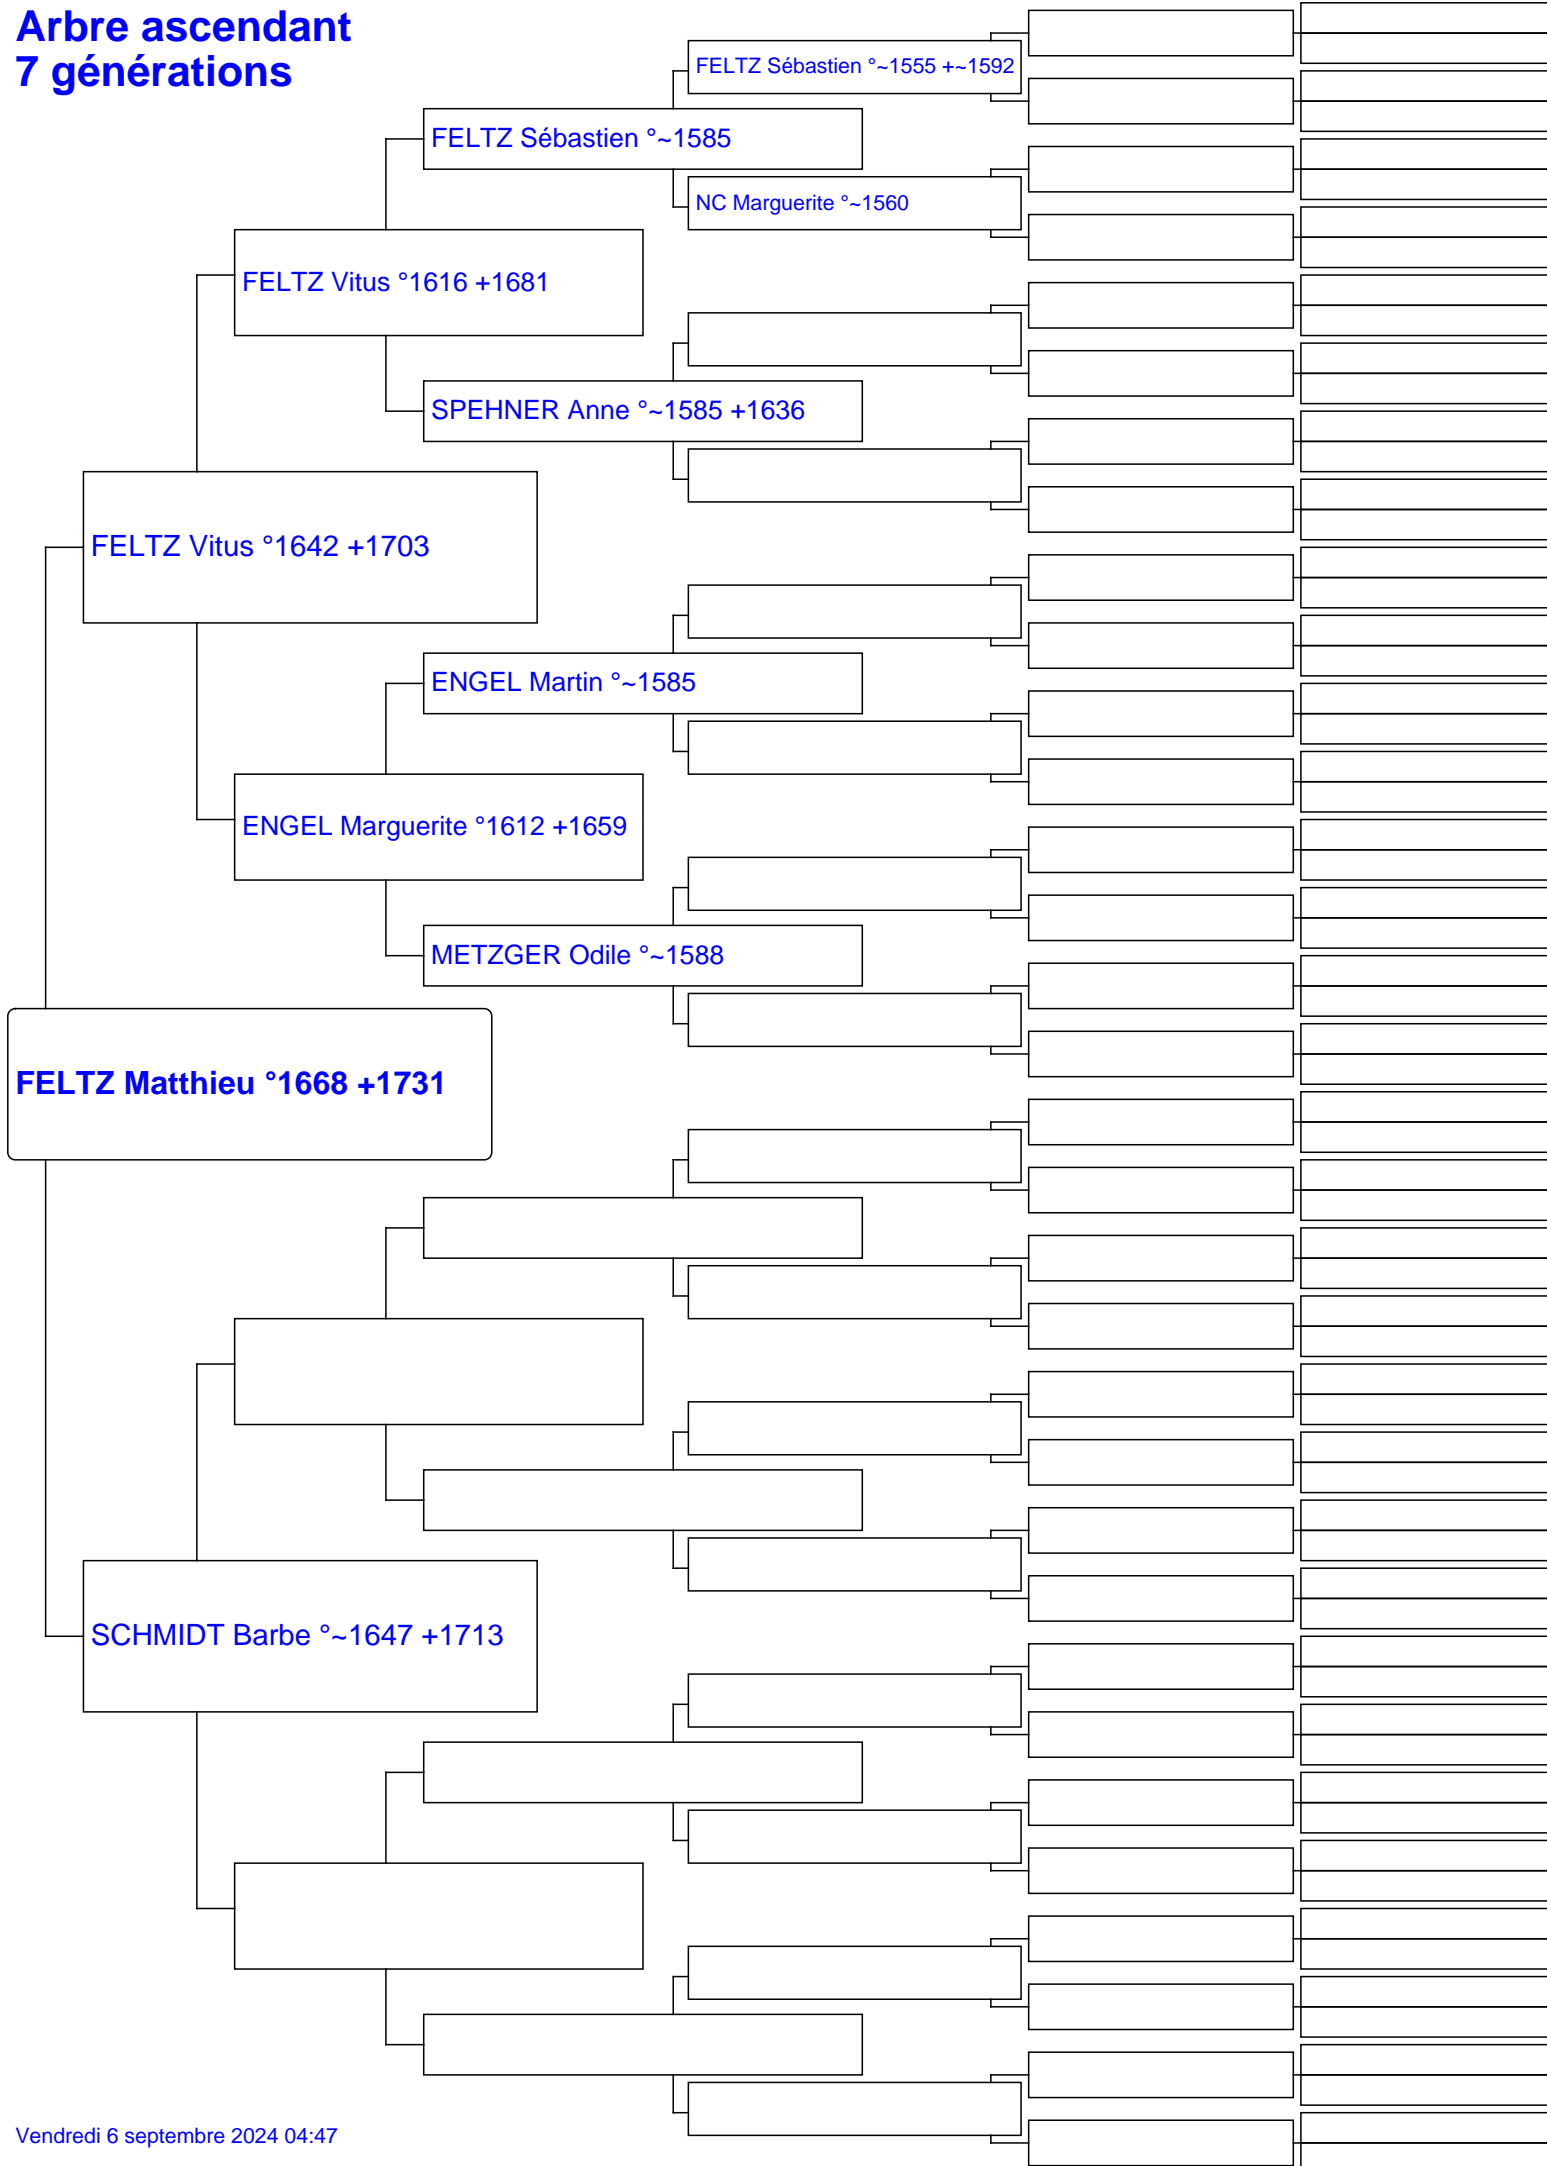 Arbre ascendant
7 générations
FELTZ Sébastien °~1555 +~1592
FELTZ Sébastien °~1585
NC Marguerite °~1560
FELTZ Vitus °1616 +1681
SPEHNER Anne °~1585 +1636
FELTZ Vitus °1642 +1703
ENGEL Martin °~1585
ENGEL Marguerite °1612 +1659
METZGER Odile °~1588
FELTZ Matthieu °1668 +1731
SCHMIDT Barbe °~1647 +1713
Vendredi 6 septembre 2024 04:47